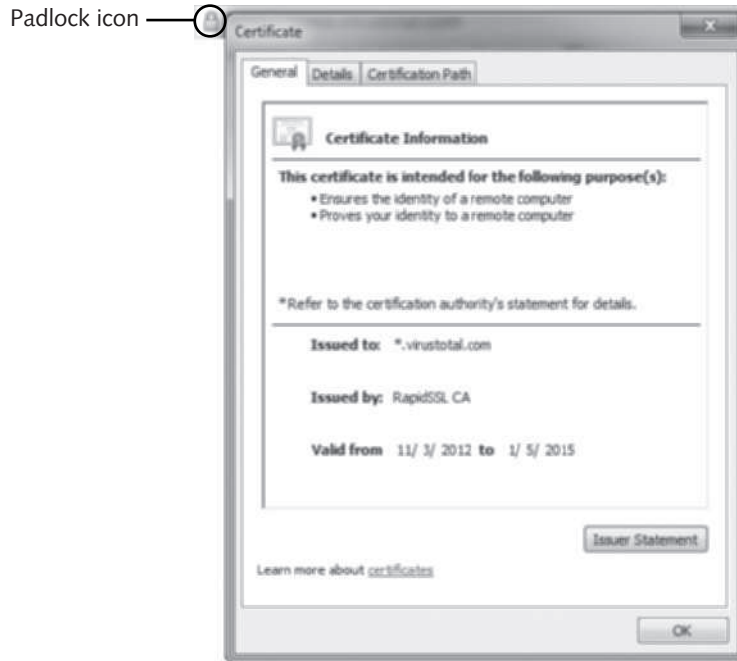 Padlock icon
Certificate
General Details Certification Path
Certificate Information
This certificate is intended for the following purpose(s):
• Ensures the identity of a remote computer
• Proves your identity to a remote computer
*Refer to the certification authority's statement for details.
Issued to: *.virustotal.com
Issued by: RapidSSL CA
Valid from 11/ 3/ 2012 to 1/ 5/ 2015
Issuer Statement
Learn more about certificates
OK